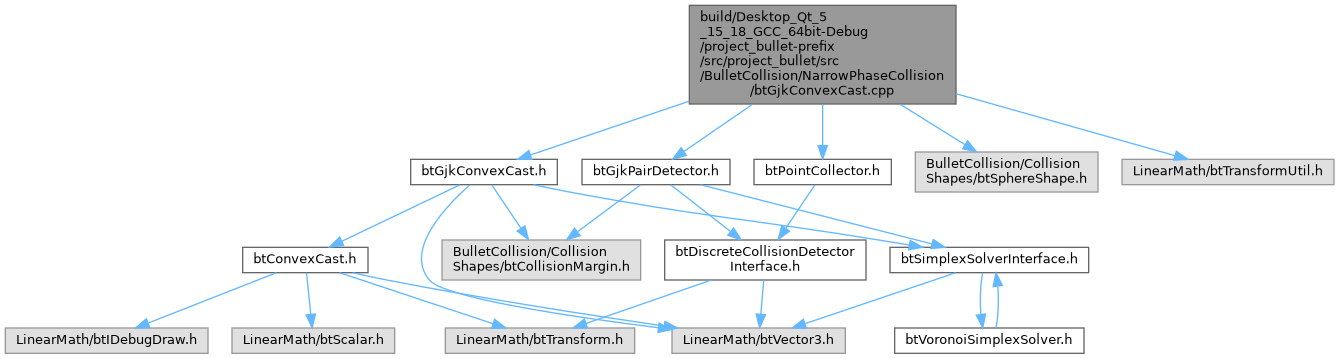 build/Desktop_Qt_5
_15_18_GCC_64bit-Debug
/project_bullet-prefix
/src/project_bullet/src
/BulletCollision/NarrowPhaseCollision
/btGjkConvexCast.cpp
btGjkConvexCast.h
btGjkPairDetector.h
btPointCollector.h
BulletCollision/Collision
Shapes/btSphereShape.h
LinearMath/btTransformUtil.h
btConvexCast.h
BulletCollision/Collision
Shapes/btCollisionMargin.h
btDiscreteCollisionDetector
Interface.h
btSimplexSolverInterface.h
LinearMath/btIDebugDraw.h
LinearMath/btScalar.h
LinearMath/btTransform.h
LinearMath/btVector3.h
btVoronoiSimplexSolver.h